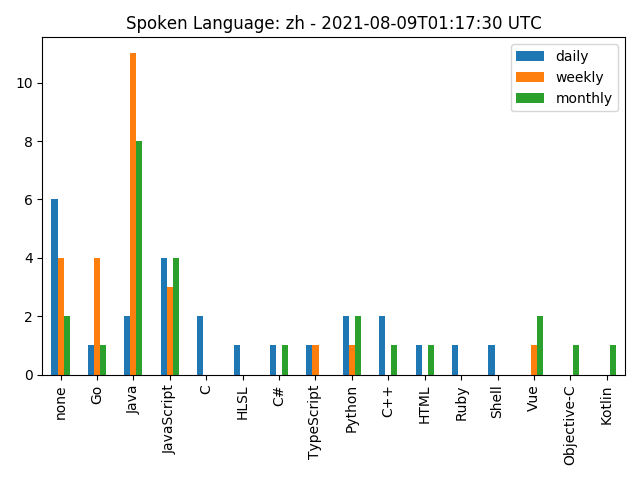 Spoken Language: zh - 2021-08-09T01:17:30 UTC
daily
weekly
monthly
10
8
6
4
2
0
none
Go
Java
JavaScript
C
HLSL
C#
TypeScript
Python
C++
HTML
Ruby
Shell
Vue
Objective-C
Kotlin